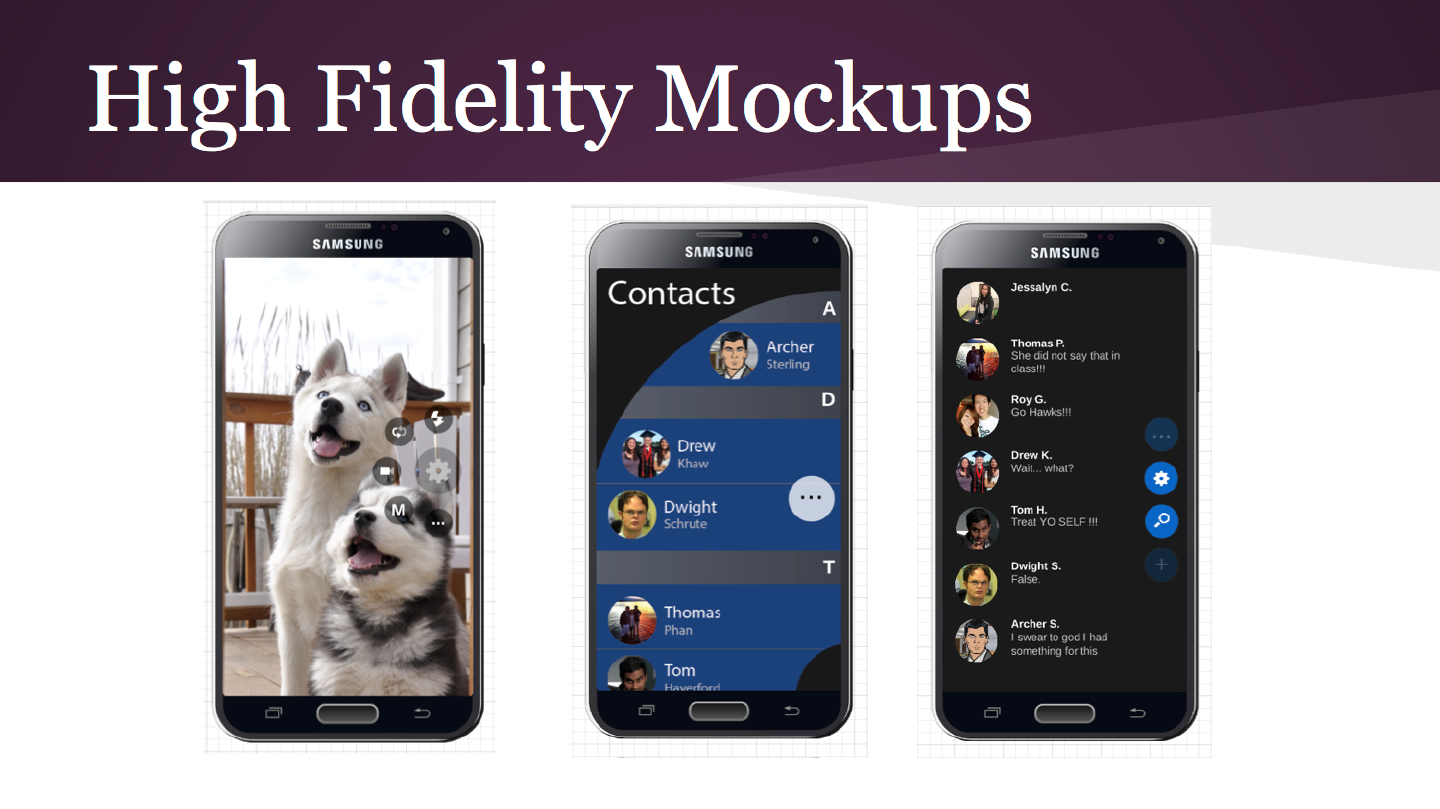 High Fidelity Mockups
SAMSUNG
M
...
SAMSUNG
Contacts
A
Archer
Sterling
D
Drew
Khaw
...
Dwight
Schrute
T
Thomas
Phan
Tom
Haverford
SAMSUNG
Jessalyn C.
Thomas P.
She did not say that in
class!!!
Roy G.
Go Hawks!!!
...
Drew K.
Wait... what?
Tom H.
Treat YO SELF !!!
Dwight S.
False.
+
Archer S.
I swear to god I had
something for this